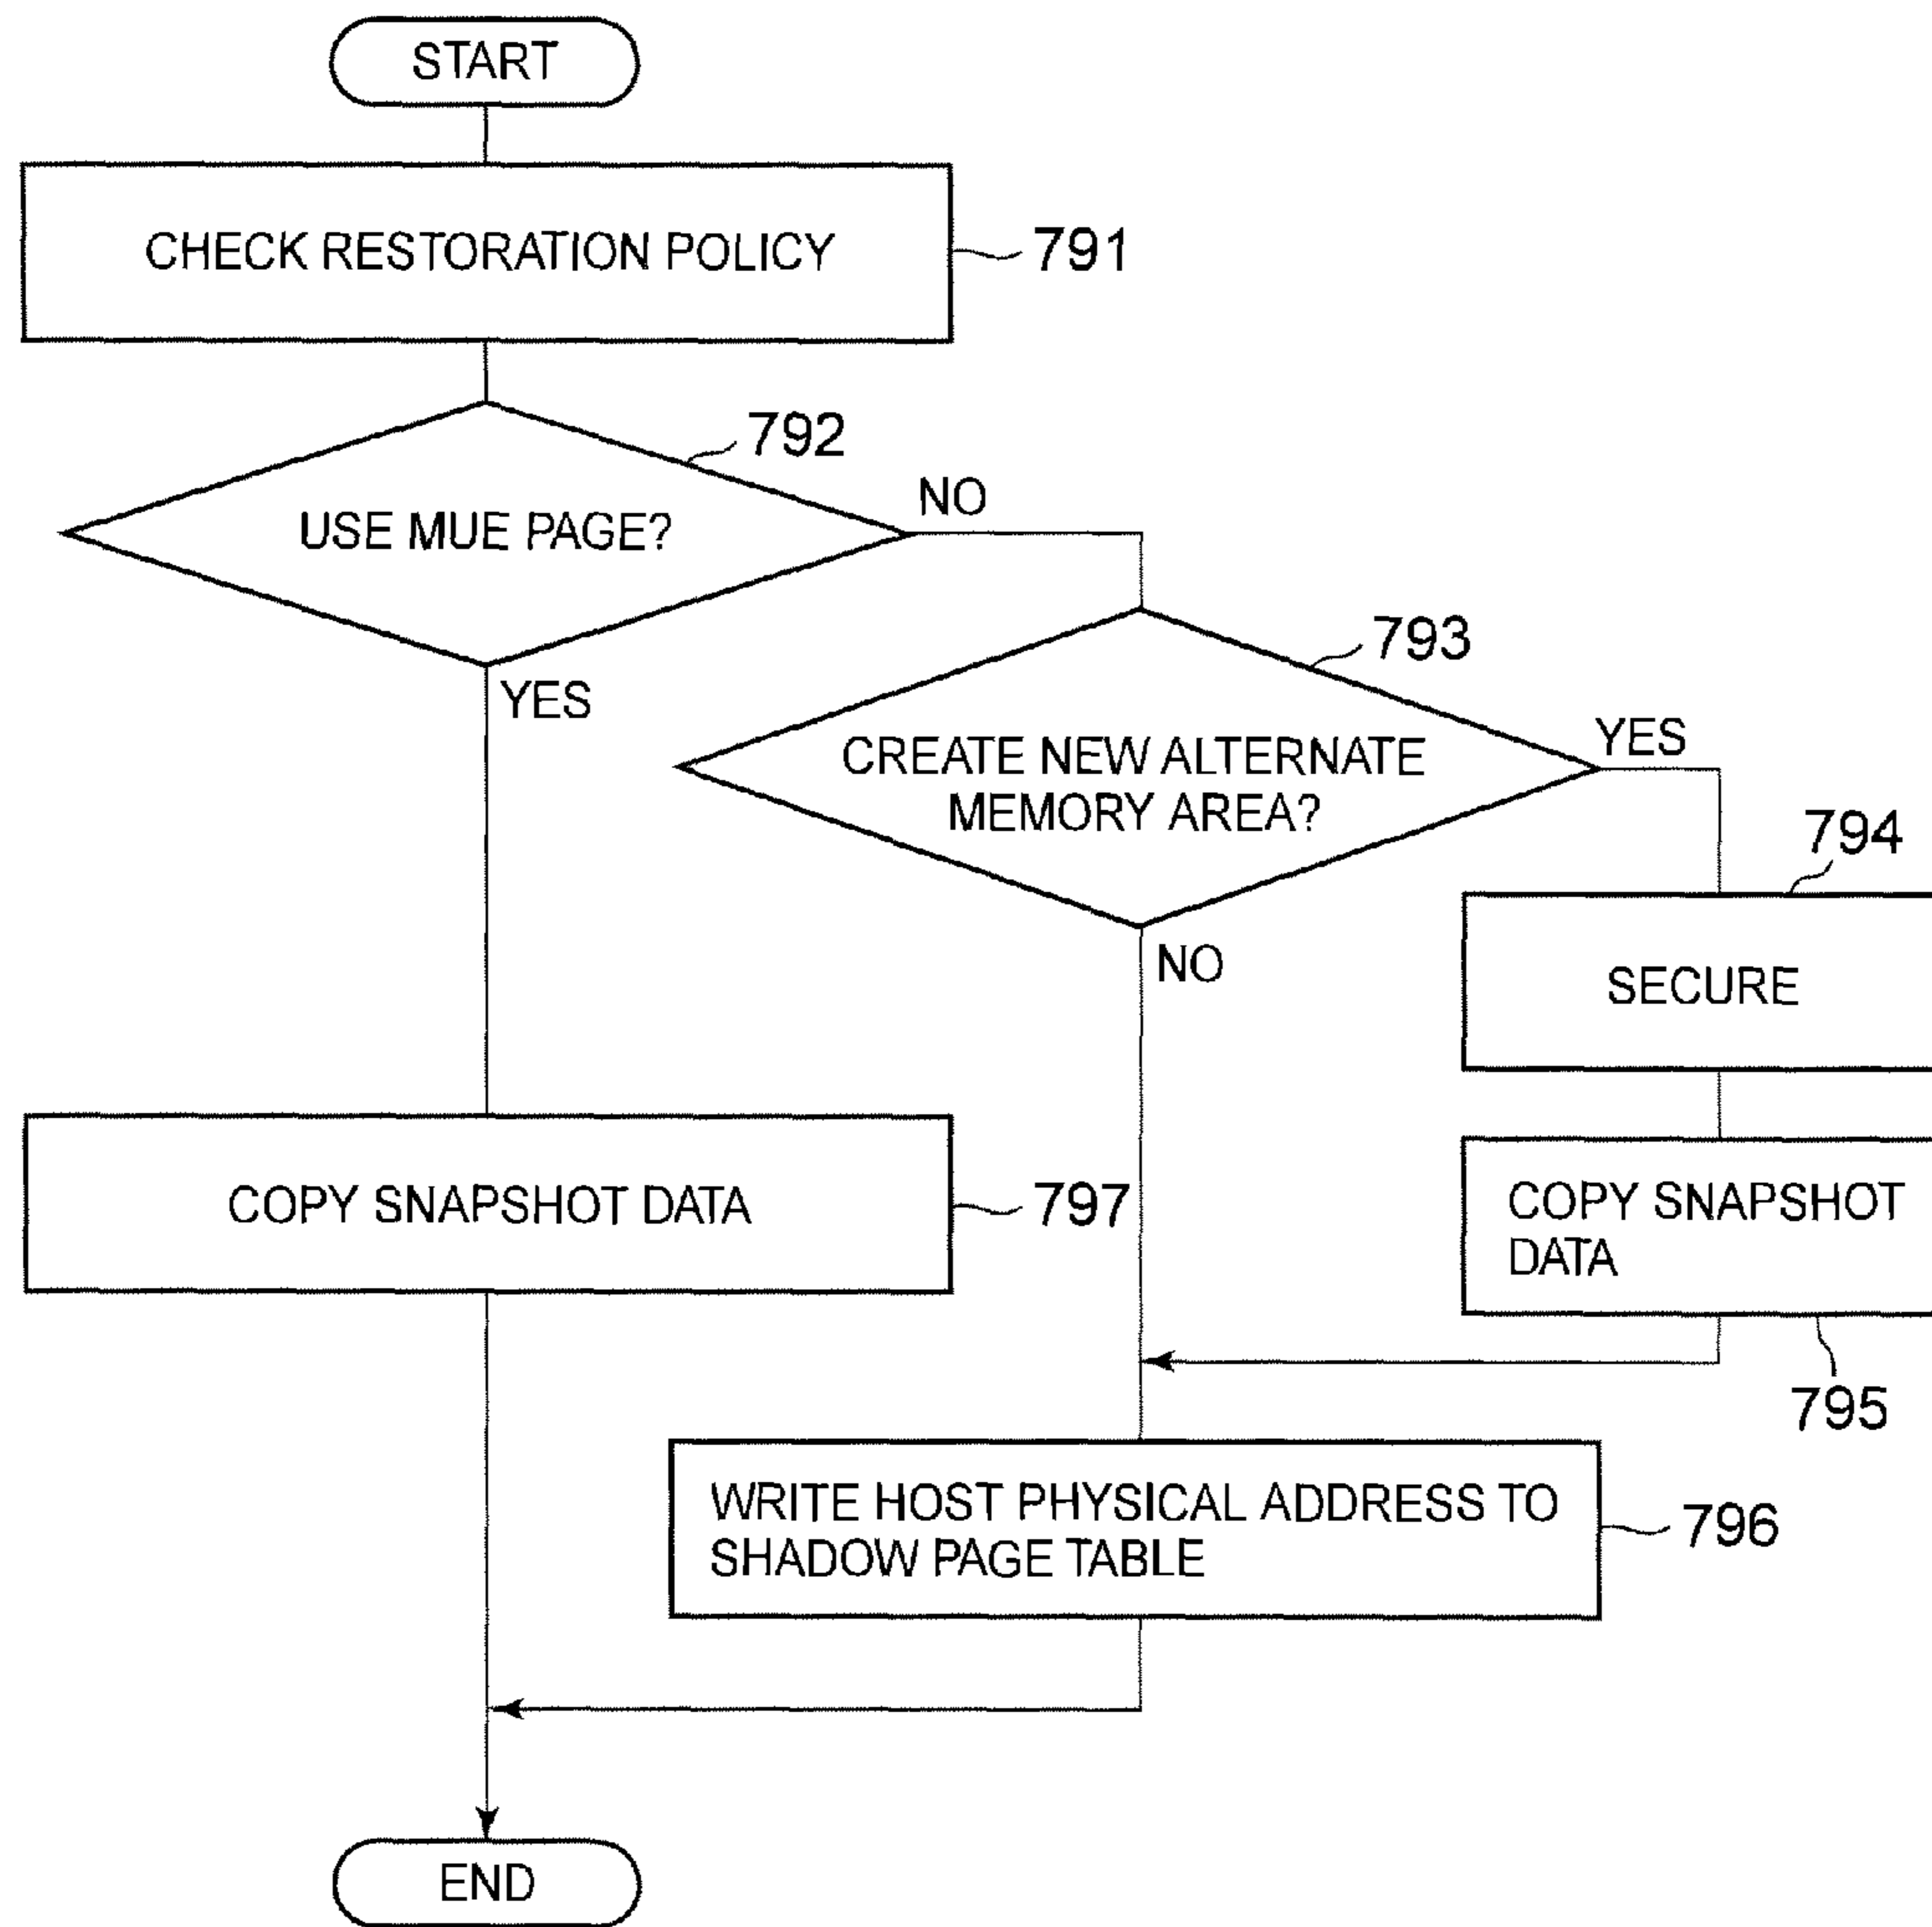 START
CHECK RESTORATION POLICY
791
792
USE MUE PAGE?
NO
YES
793
CREATE NEW ALTERNATE
MEMORY AREA?
YES
NO
794
SECURE
COPY SNAPSHOT DATA
797
COPY SNAPSHOT
DATA
795
WRITE HOST PHYSICAL ADDRESS TO
SHADOW PAGE TABLE
796
END